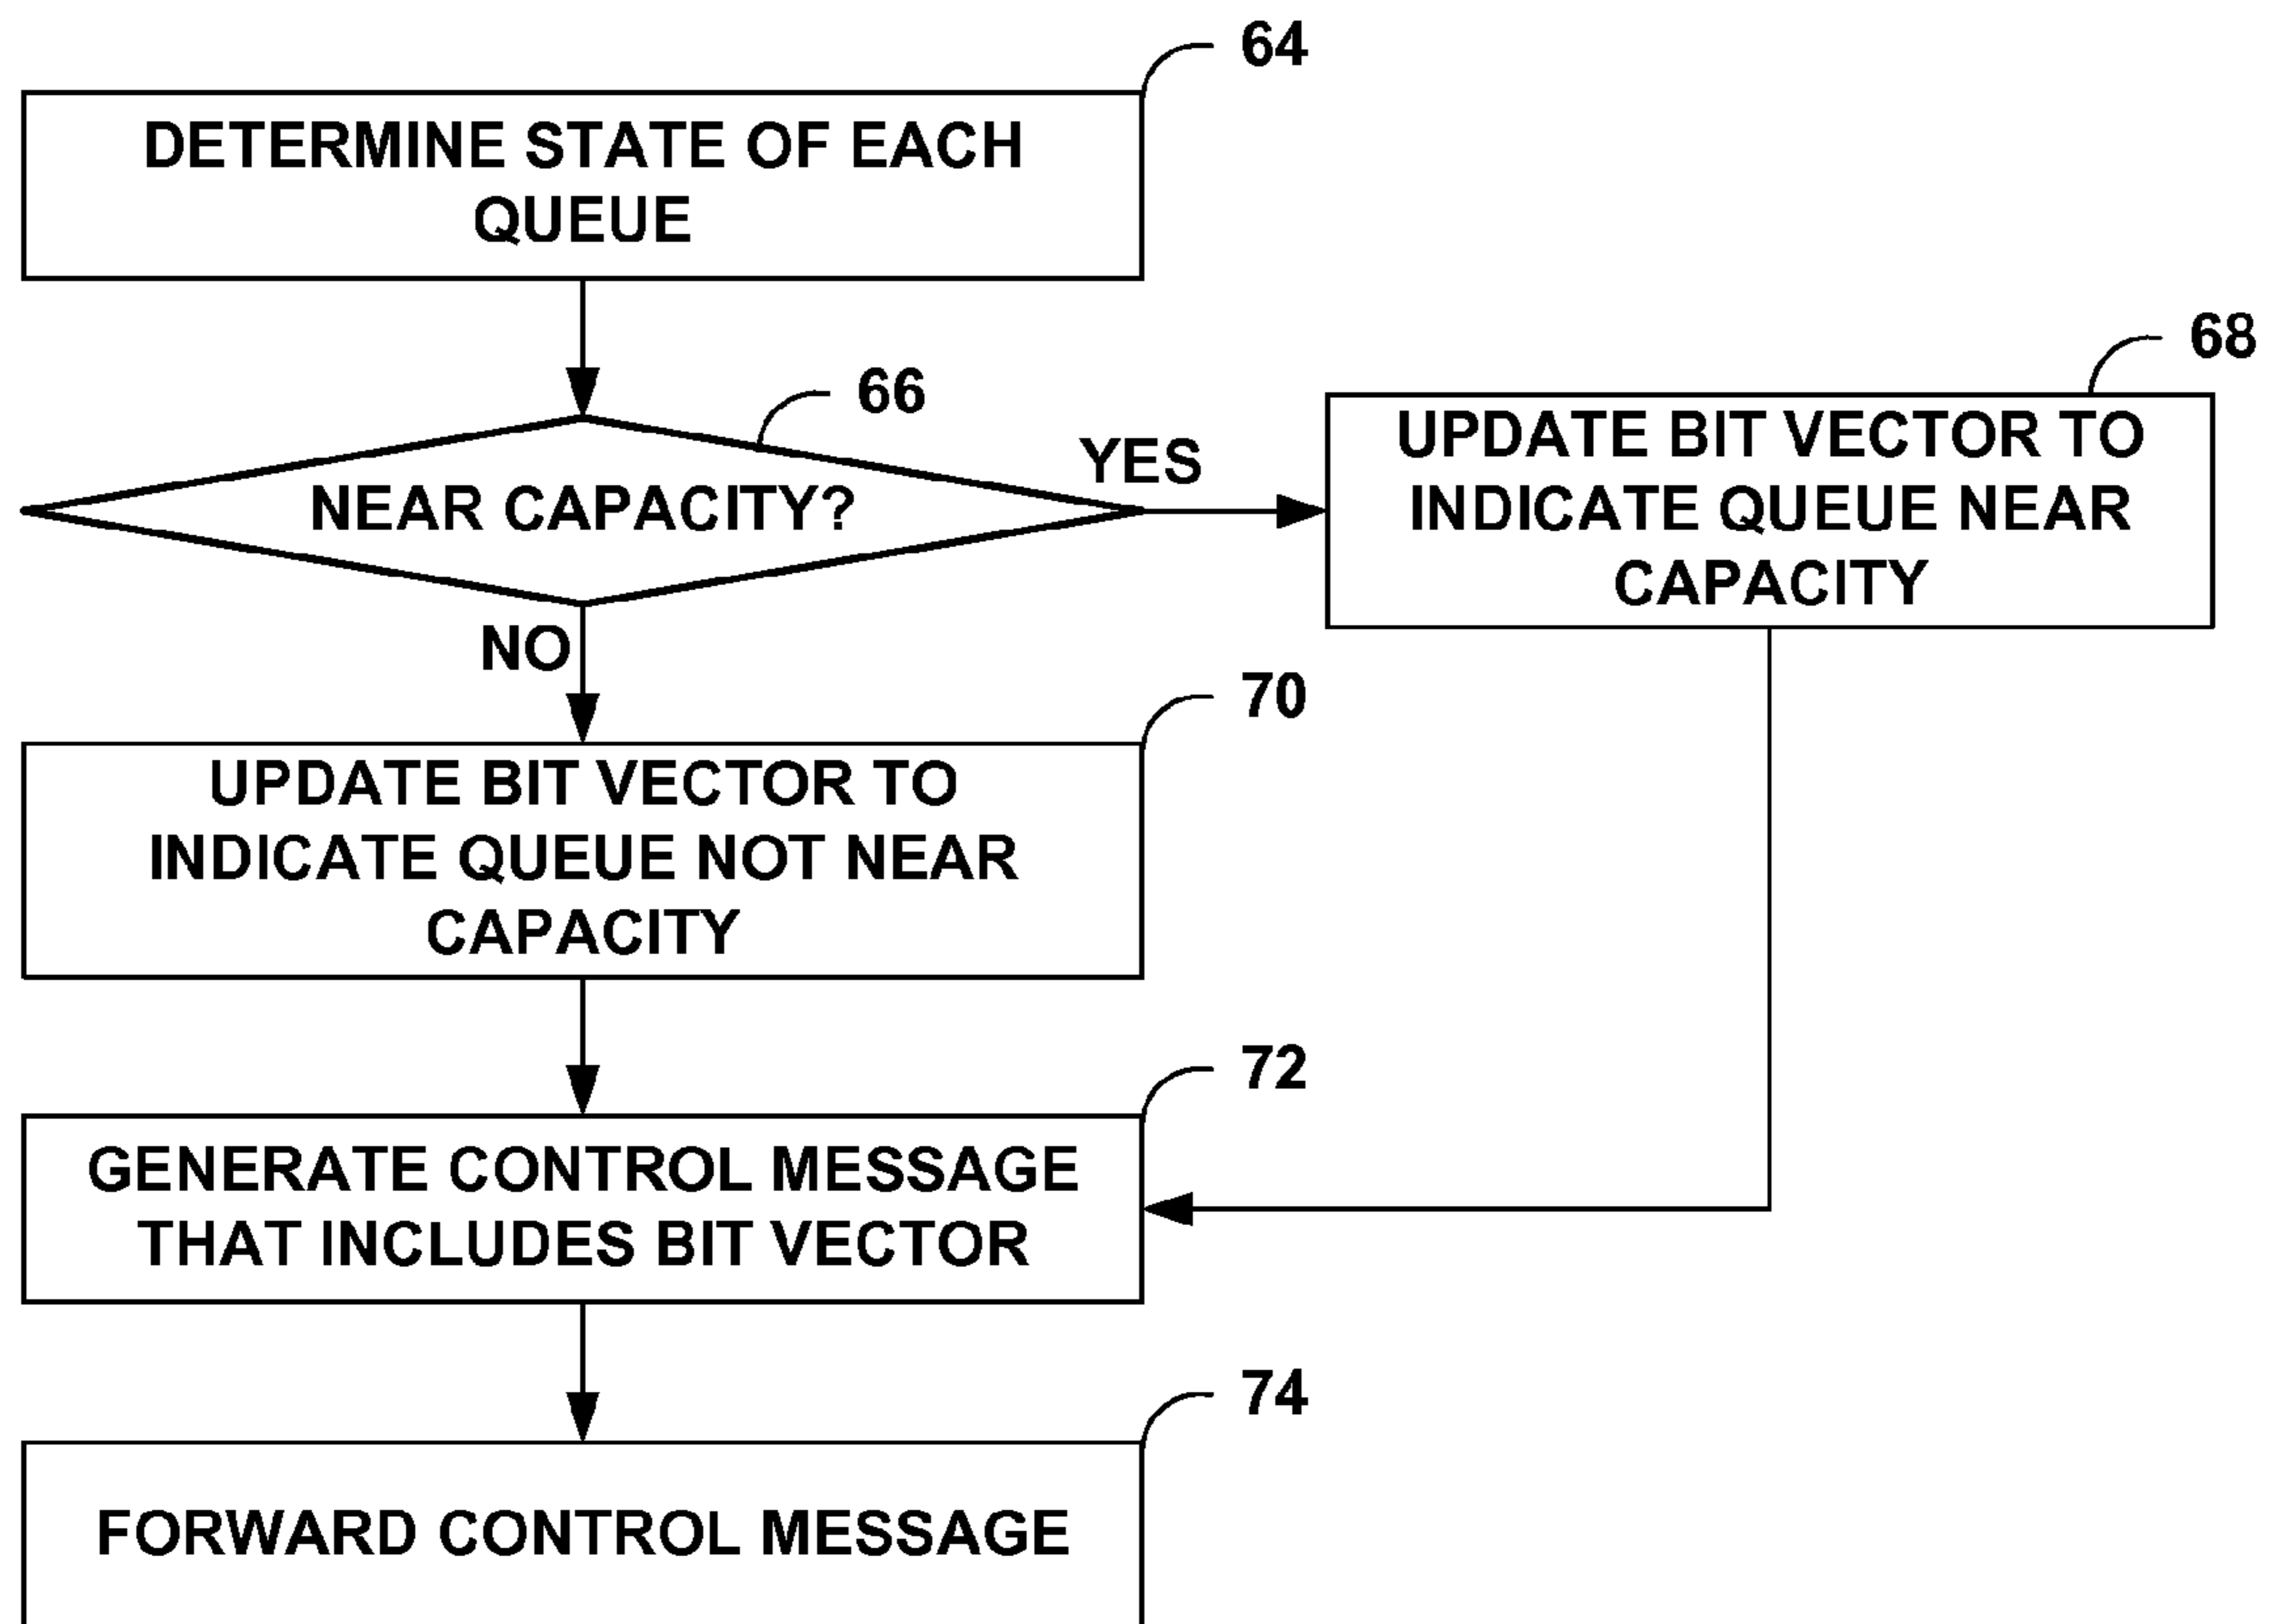 64
DETERMINE STATE OF EACH
QUEUE
66
NEAR CAPACITY?
YES
68
UPDATE BIT VECTOR TO
INDICATE QUEUE NEAR
CAPACITY
NO
70
UPDATE BIT VECTOR TO
INDICATE QUEUE NOT NEAR
CAPACITY
72
GENERATE CONTROL MESSAGE
THAT INCLUDES BIT VECTOR
74
FORWARD CONTROL MESSAGE